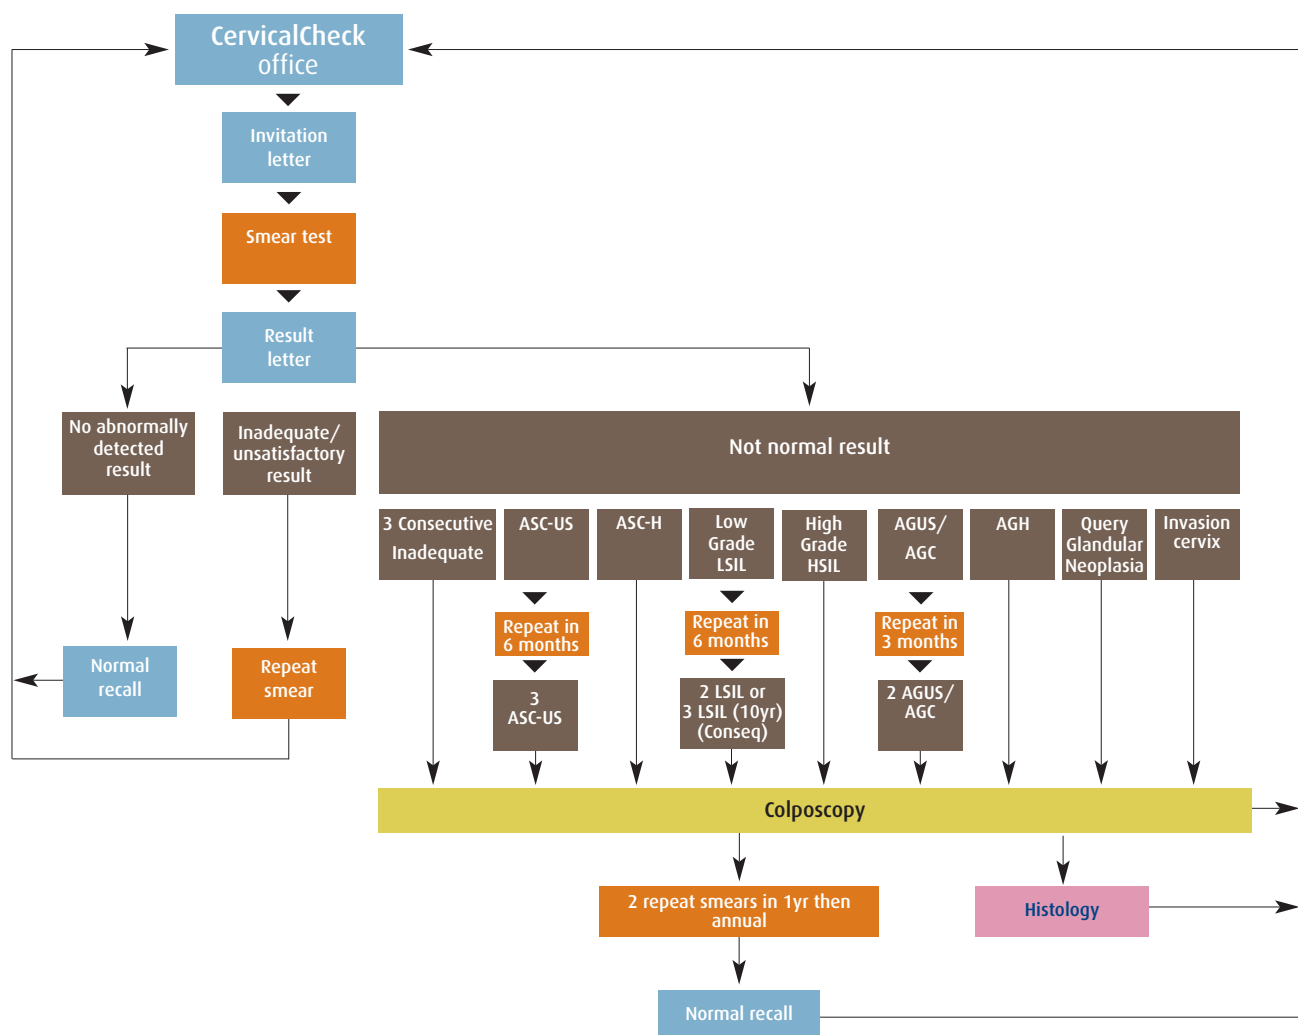 CervicalCheck
office
Invitation
letter
Smear test
Result
letter
No abnormally
detected
result
Inadequate/
unsatisfactory
result
Not normal result
3 Consecutive
Inadequate
ASC-US
ASC-H
Low
Grade
LSIL
High
Grade
HSIL
AGUS/
AGC
AGH
Query
Glandular
Neoplasia
Invasion
cervix
Repeat in
6 months
Repeat in
6 months
Repeat in
3 months
Normal
recall
Repeat
smear
3
ASC-US
2 LSIL or
3 LSIL (10yr)
(Conseq)
2 AGUS/
AGC
Colposcopy
2 repeat smears in 1yr then
annual
Histology
Normal recall